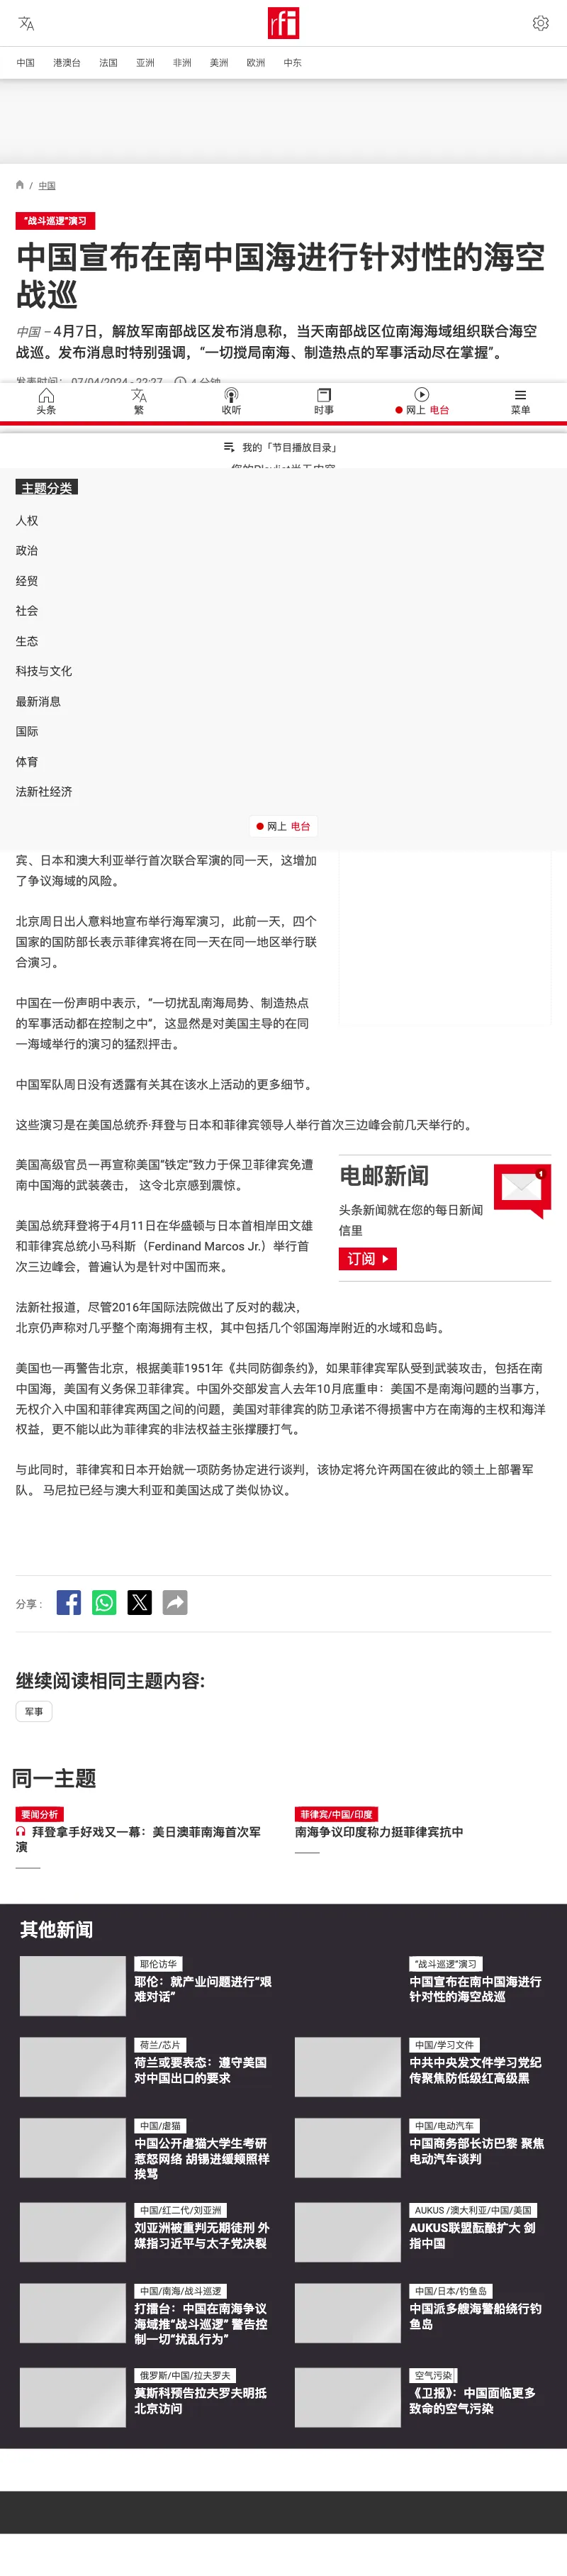 rfi
中国 港澳台 法国 亚洲 非洲 美洲 欧洲 中东
/ 中国
“战斗巡逻”演习
中国宣布在南中国海进行针对性的海空
战巡
中国 – 4月7日，解放军南部战区发布消息称，当天南部战区位南海海域组织联合海空
战巡。发布消息时特别强调，“一切搅局南海、制造热点的军事活动尽在掌握”。
发表时间： 07/04/2024 - 22:27 4 分钟
头条 繁 收听 时事 网上 电台 菜单
我的「节目播放目录」
主题分类
人权
政治
经贸
社会
生态
科技与文化
最新消息
国际
体育
法新社经济
网上 电台
宾、日本和澳大利亚举行首次联合军演的同一天，这增加
了争议海域的风险。
北京周日出人意料地宣布举行海军演习，此前一天，四个
国家的国防部长表示菲律宾将在同一天在同一地区举行联
合演习。
中国在一份声明中表示，“一切扰乱南海局势、制造热点
的军事活动都在控制之中”，这显然是对美国主导的在同
一海域举行的演习的猛烈抨击。
中国军队周日没有透露有关其在该水上活动的更多细节。
这些演习是在美国总统乔·拜登与日本和菲律宾领导人举行首次三边峰会前几天举行的。
美国高级官员一再宣称美国“铁定”致力于保卫菲律宾免遭
南中国海的武装袭击， 这令北京感到震惊。
美国总统拜登将于4月11日在华盛顿与日本首相岸田文雄
和菲律宾总统小马科斯（Ferdinand Marcos Jr.）举行首
次三边峰会，普遍认为是针对中国而来。
电邮新闻
头条新闻就在您的每日新闻
信里
订阅
1
法新社报道，尽管2016年国际法院做出了反对的裁决，
北京仍声称对几乎整个南海拥有主权，其中包括几个邻国海岸附近的水域和岛屿。
美国也一再警告北京，根据美菲1951年《共同防御条约》，如果菲律宾军队受到武装攻击，包括在南
中国海，美国有义务保卫菲律宾。中国外交部发言人去年10月底重申：美国不是南海问题的当事方，
无权介入中国和菲律宾两国之间的问题，美国对菲律宾的防卫承诺不得损害中方在南海的主权和海洋
权益，更不能以此为菲律宾的非法权益主张撑腰打气。
与此同时，菲律宾和日本开始就一项防务协定进行谈判，该协定将允许两国在彼此的领土上部署军
队。 马尼拉已经与澳大利亚和美国达成了类似协议。
分享 :
继续阅读相同主题内容:
军事
同一主题
要闻分析
拜登拿手好戏又一幕：美日澳菲南海首次军
演
菲律宾/中国/印度
南海争议印度称力挺菲律宾抗中
其他新闻
耶伦访华
耶伦：就产业问题进行“艰
难对话”
“战斗巡逻”演习
中国宣布在南中国海进行
针对性的海空战巡
荷兰/芯片
荷兰或要表态：遵守美国
对中国出口的要求
中国/学习文件
中共中央发文件学习党纪
传聚焦防低级红高级黑
中国/虐猫
中国公开虐猫大学生考研
惹怒网络 胡锡进缓颊照样
挨骂
中国/电动汽车
中国商务部长访巴黎 聚焦
电动汽车谈判
中国/红二代/刘亚洲
刘亚洲被重判无期徒刑 外
媒指习近平与太子党决裂
AUKUS /澳大利亚/中国/美国
AUKUS联盟酝酿扩大 剑
指中国
中国/南海/战斗巡逻
打擂台：中国在南海争议
海域推“战斗巡逻” 警告控
制一切“扰乱行为”
中国/日本/钓鱼岛
中国派多艘海警船绕行钓
鱼岛
俄罗斯/中国/拉夫罗夫
莫斯科预告拉夫罗夫明抵
北京访问
空气污染
《卫报》：中国面临更多
致命的空气污染